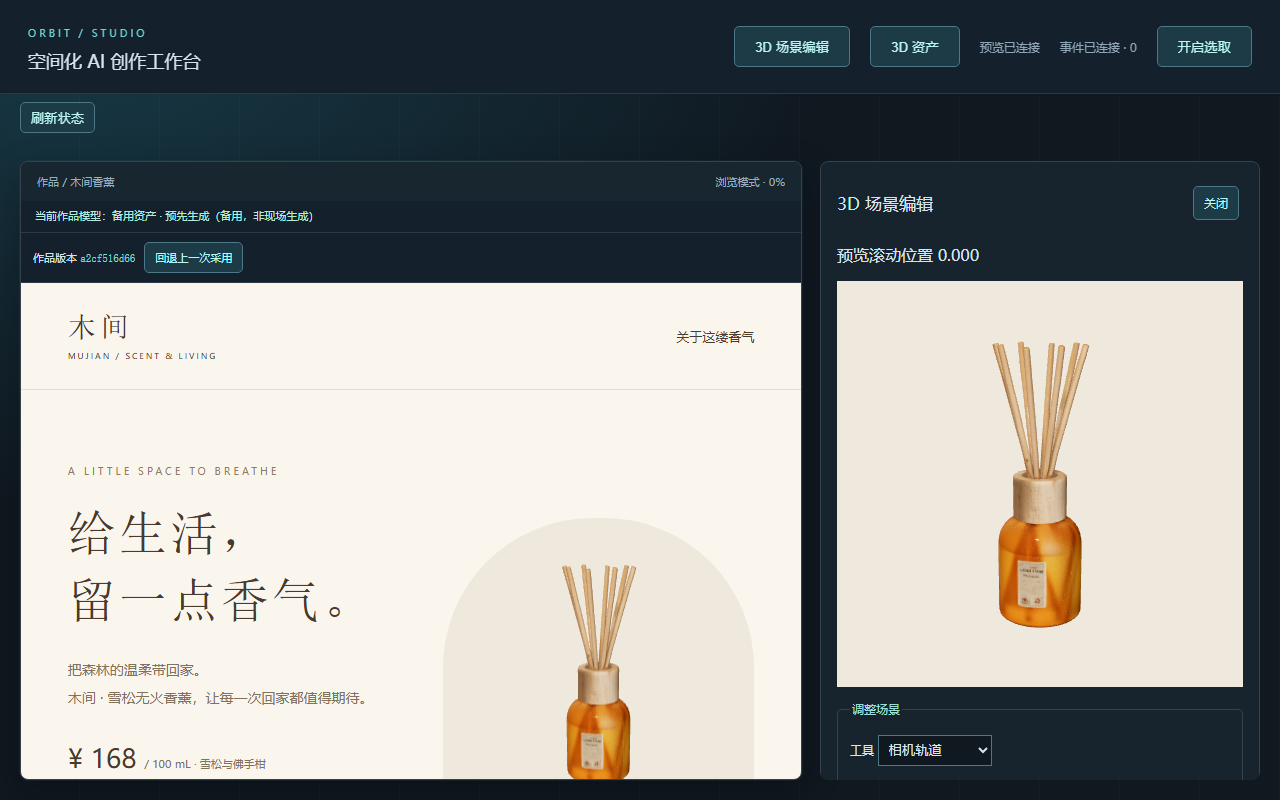 ORBIT / STUDIO
空间化 AI 创作工作台
3D 场景编辑
3D 资产
预览已连接
事件已连接 · 0
开启选取
刷新状态
作品 / 木间香薰
浏览模式 · 0%
当前作品模型：备用资产 · 预先生成（备用，非现场生成）
作品版本 a2cf516d66
回退上一次采用
木间
MUJIAN / SCENT & LIVING
关于这缕香气
A LITTLE SPACE TO BREATHE
给生活，
留一点香气。
把森林的温柔带回家。
木间 · 雪松无火香薰，让每一次回家都值得期待。
¥ 168 / 100 mL · 雪松与佛手柑
3D 场景编辑
关闭
预览滚动位置 0.000
调整场景
工具 相机轨道